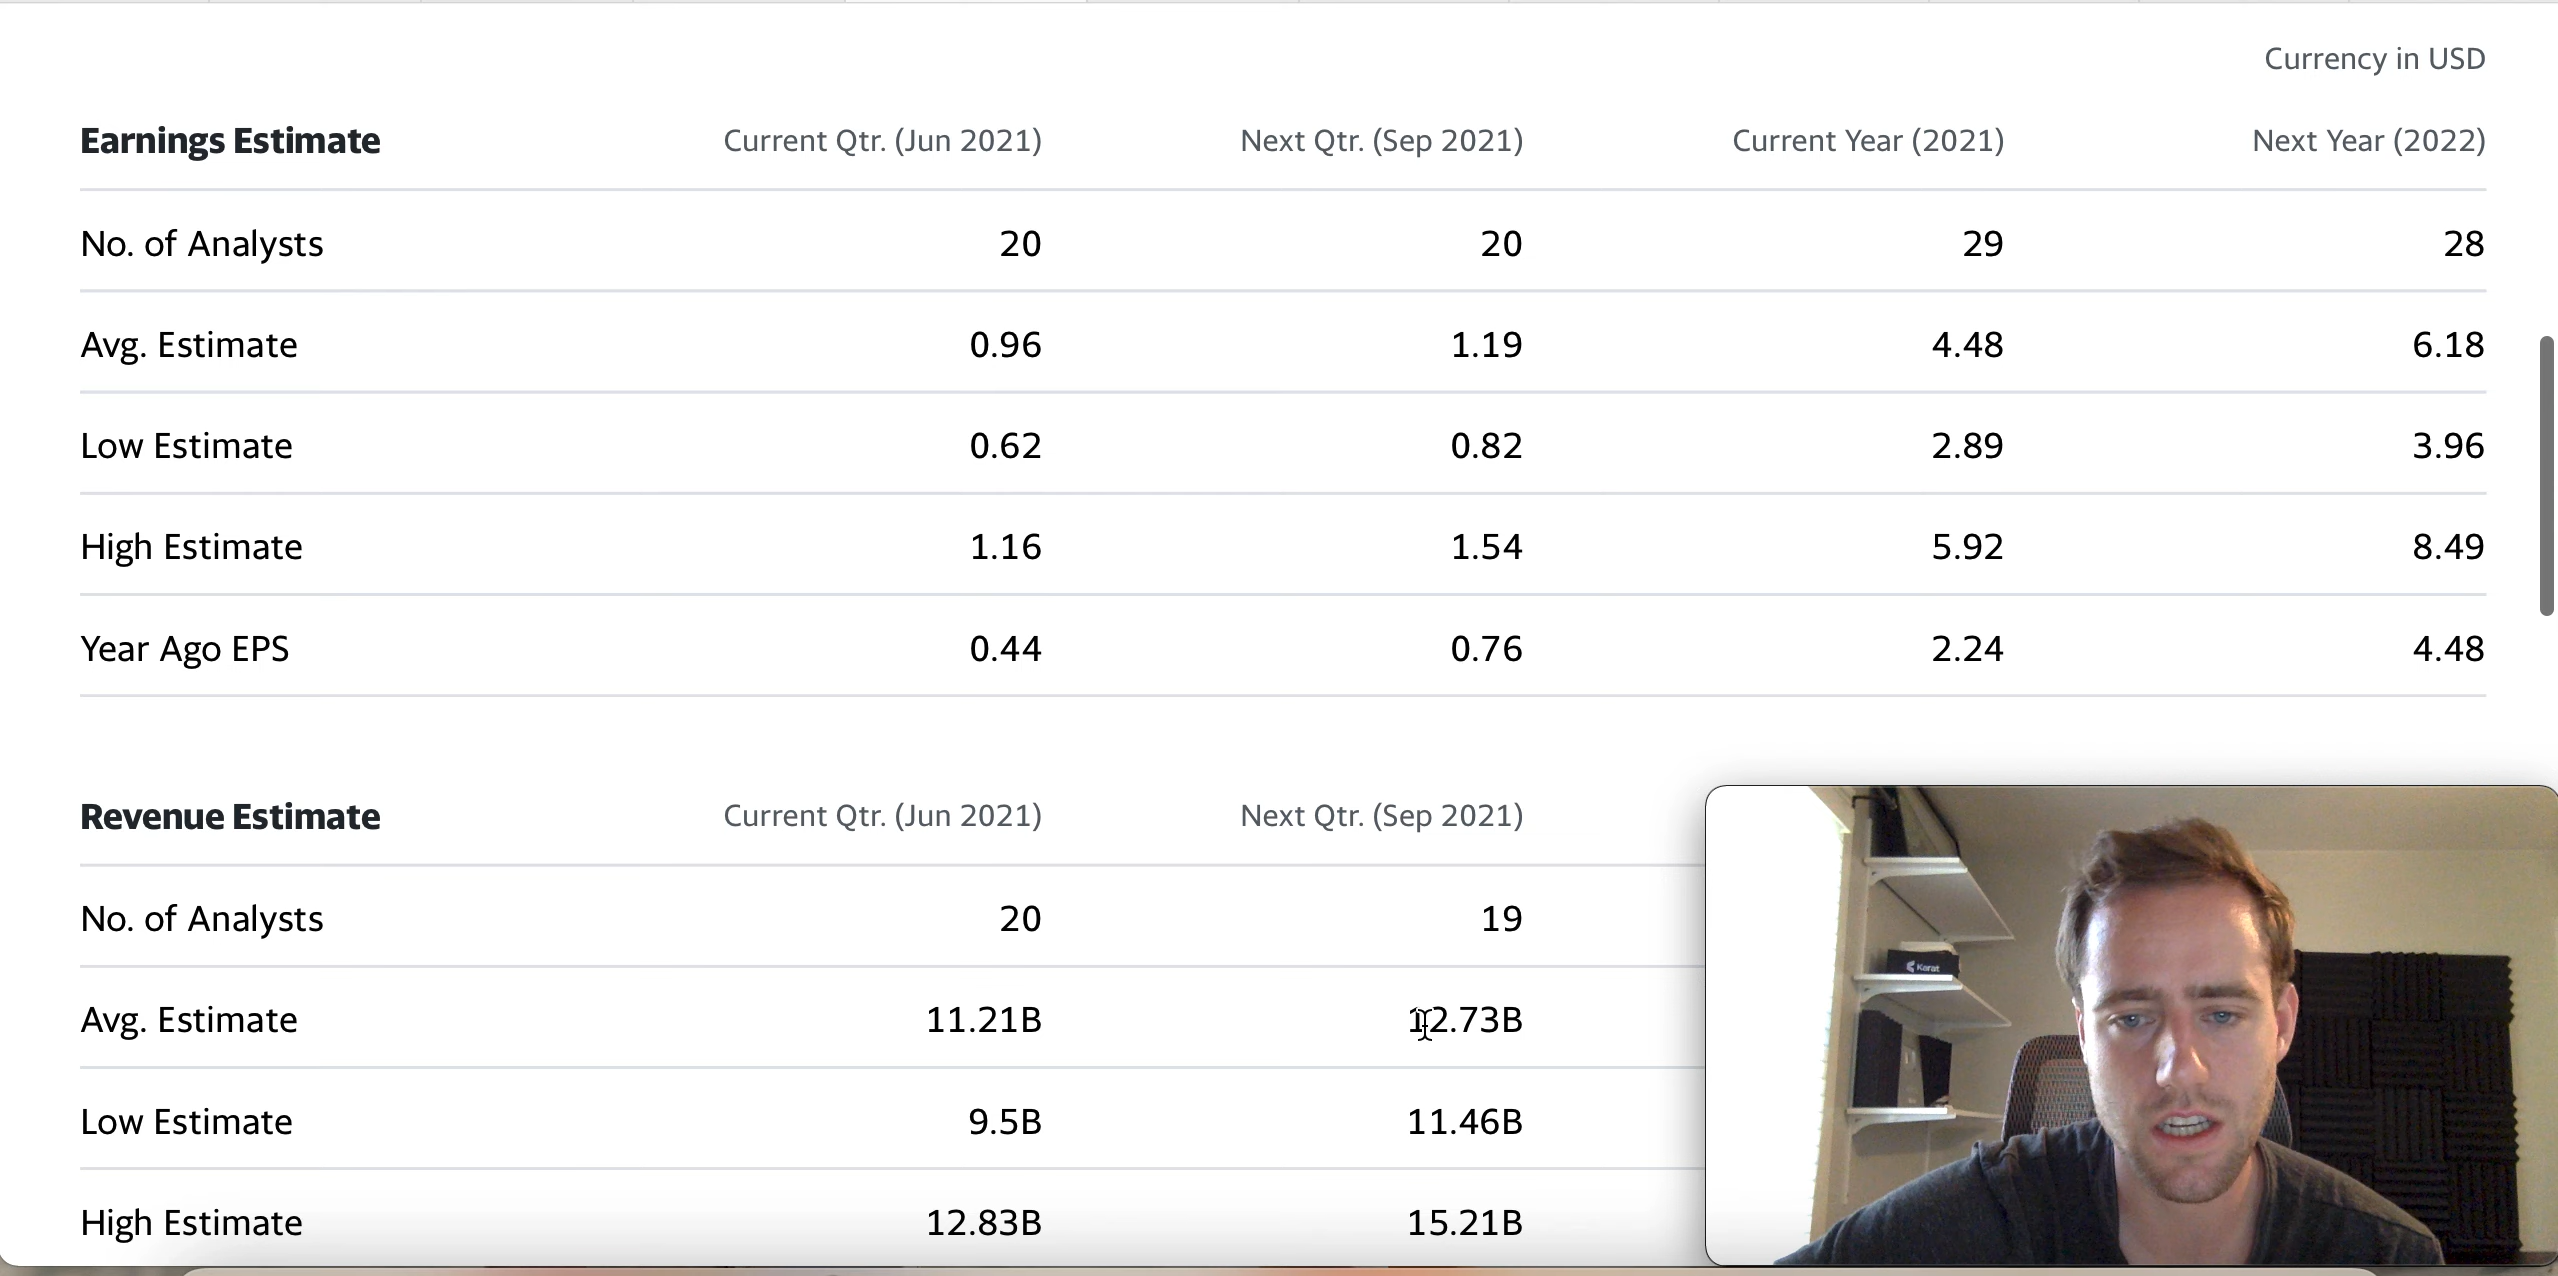 Currency in USD
Earnings Estimate Current Qtr. (Jun 2021) Next Qtr. (Sep 2021) Current Year (2021) Next Year (2022)
No. of Analysts 20 20 29 28
Avg. Estimate 0.96 1.19 4.48 6.18
Low Estimate 0.62 0.82 2.89 3.96
High Estimate 1.16 1.54 5.92 8.49
Year Ago EPS 0.44 0.76 2.24 4.48
Revenue Estimate Current Qtr. (Jun 2021) Next Qtr. (Sep 2021)
No. of Analysts 20 19
Avg. Estimate 11.21B 12.73B
Low Estimate 9.5B 11.46B
High Estimate 12.83B 15.21B
Karat